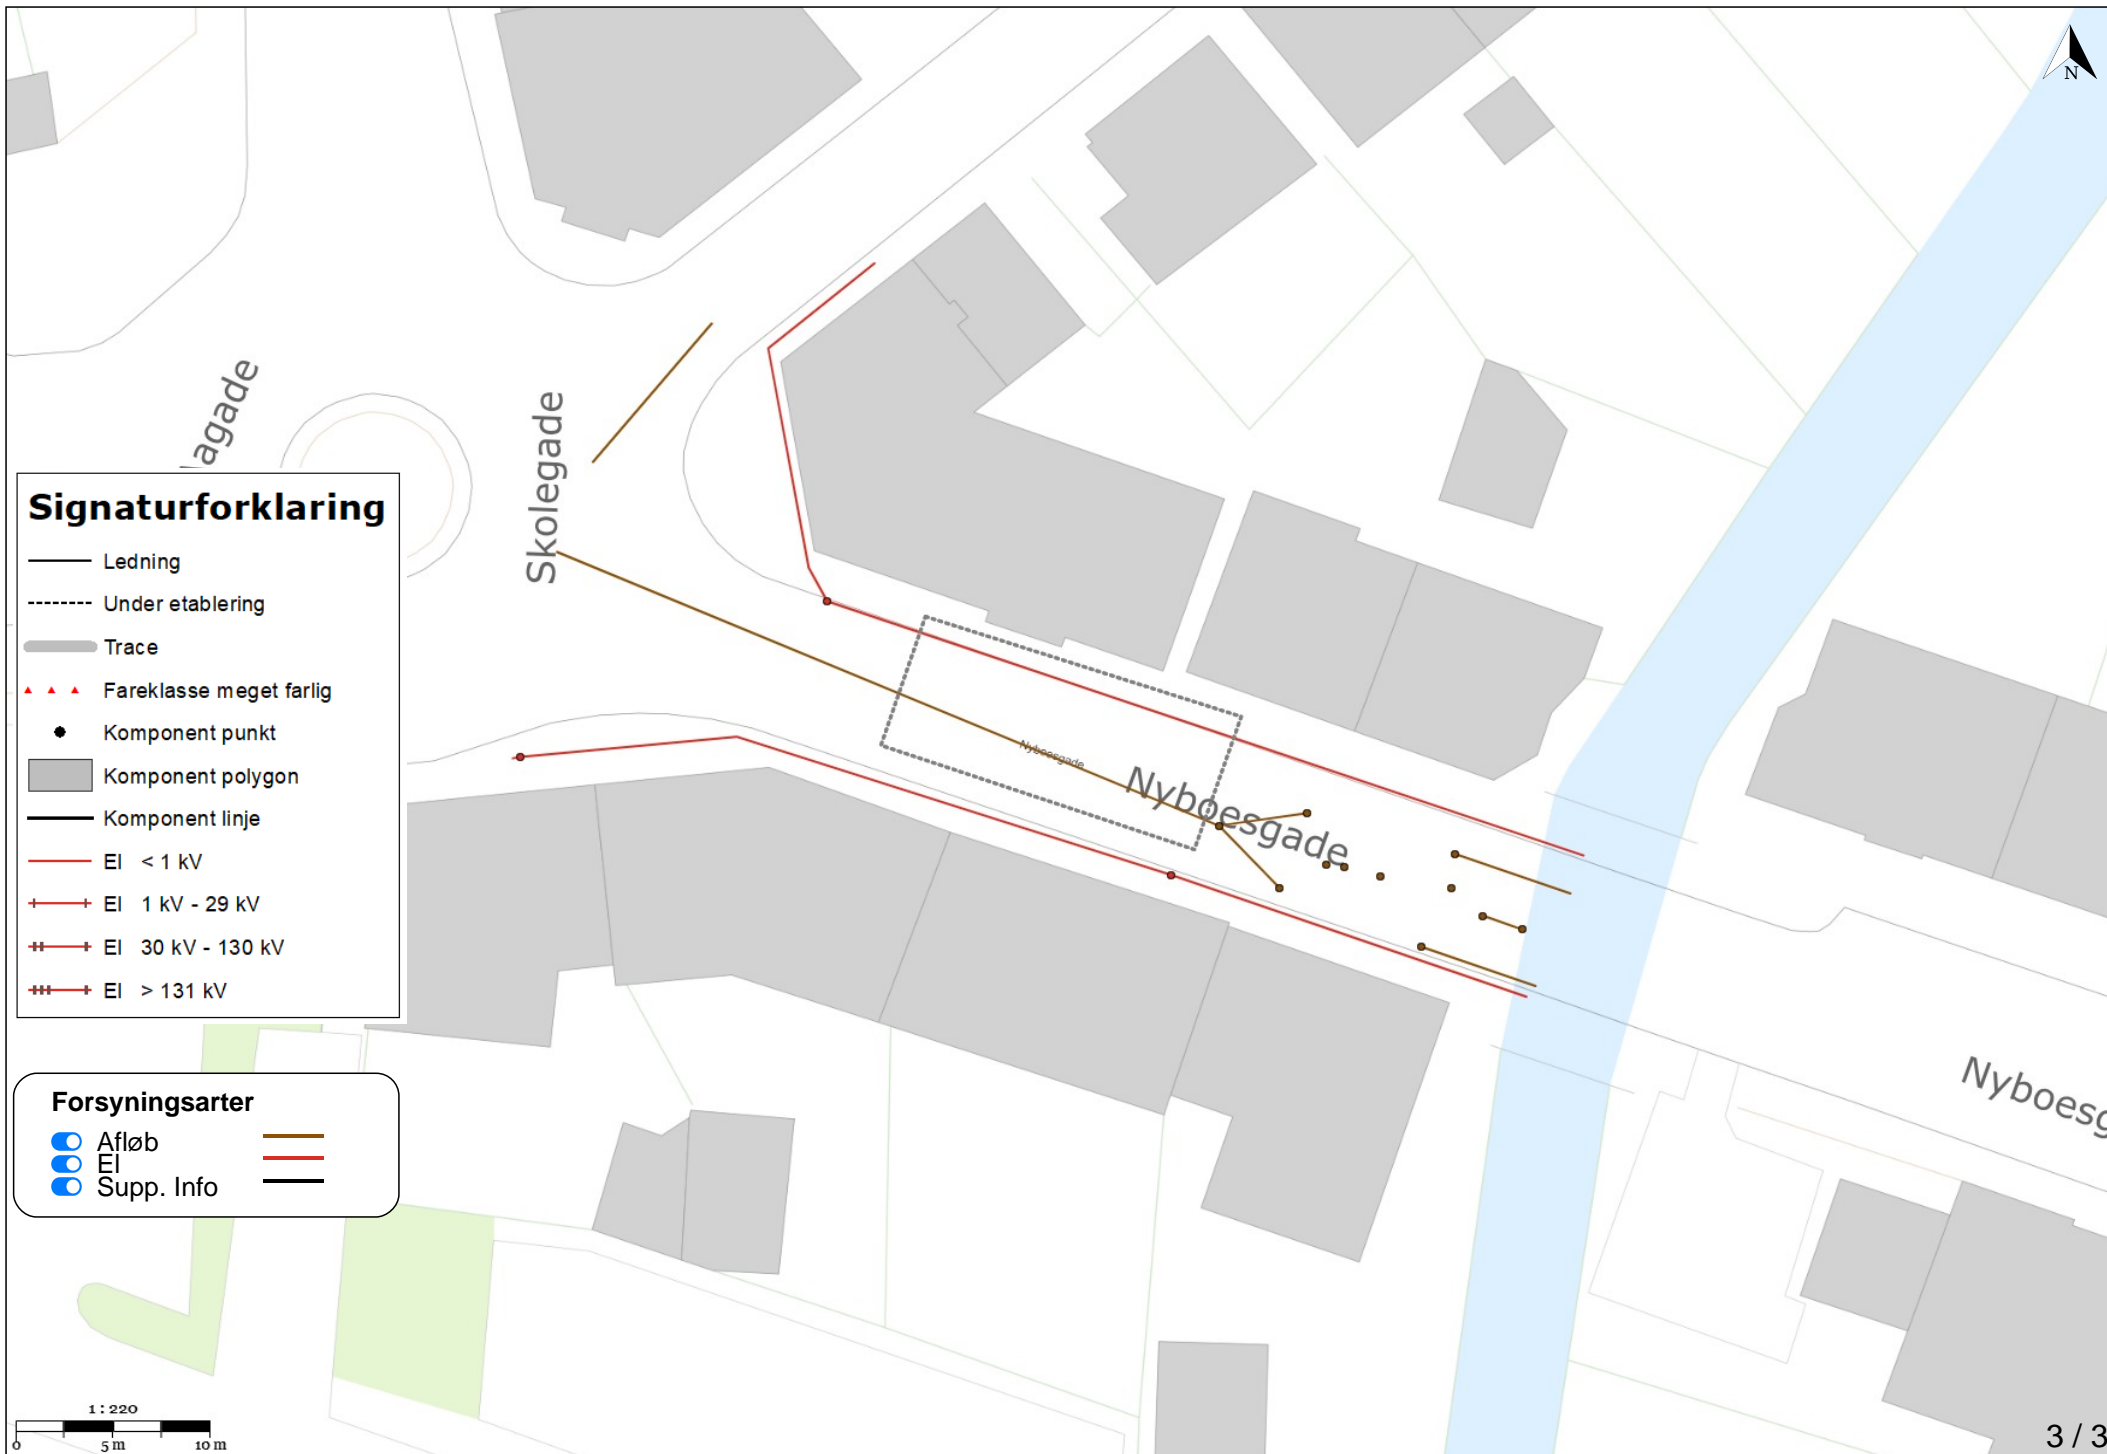 N
agade
Skolegade
Signaturforklaring
Ledning
Under etablering
Trace
Fareklasse meget farlig
Komponent punkt
Komponent polygon
Komponent linje
El < 1 kV
El 1 kV - 29 kV
El 30 kV - 130 kV
El > 131 kV
Nyboesgade
Nyboesgade
Nyboesg
Forsyningsarter
Afløb
El
Supp. Info
1 : 220
0 5 m 10 m
3 / 3